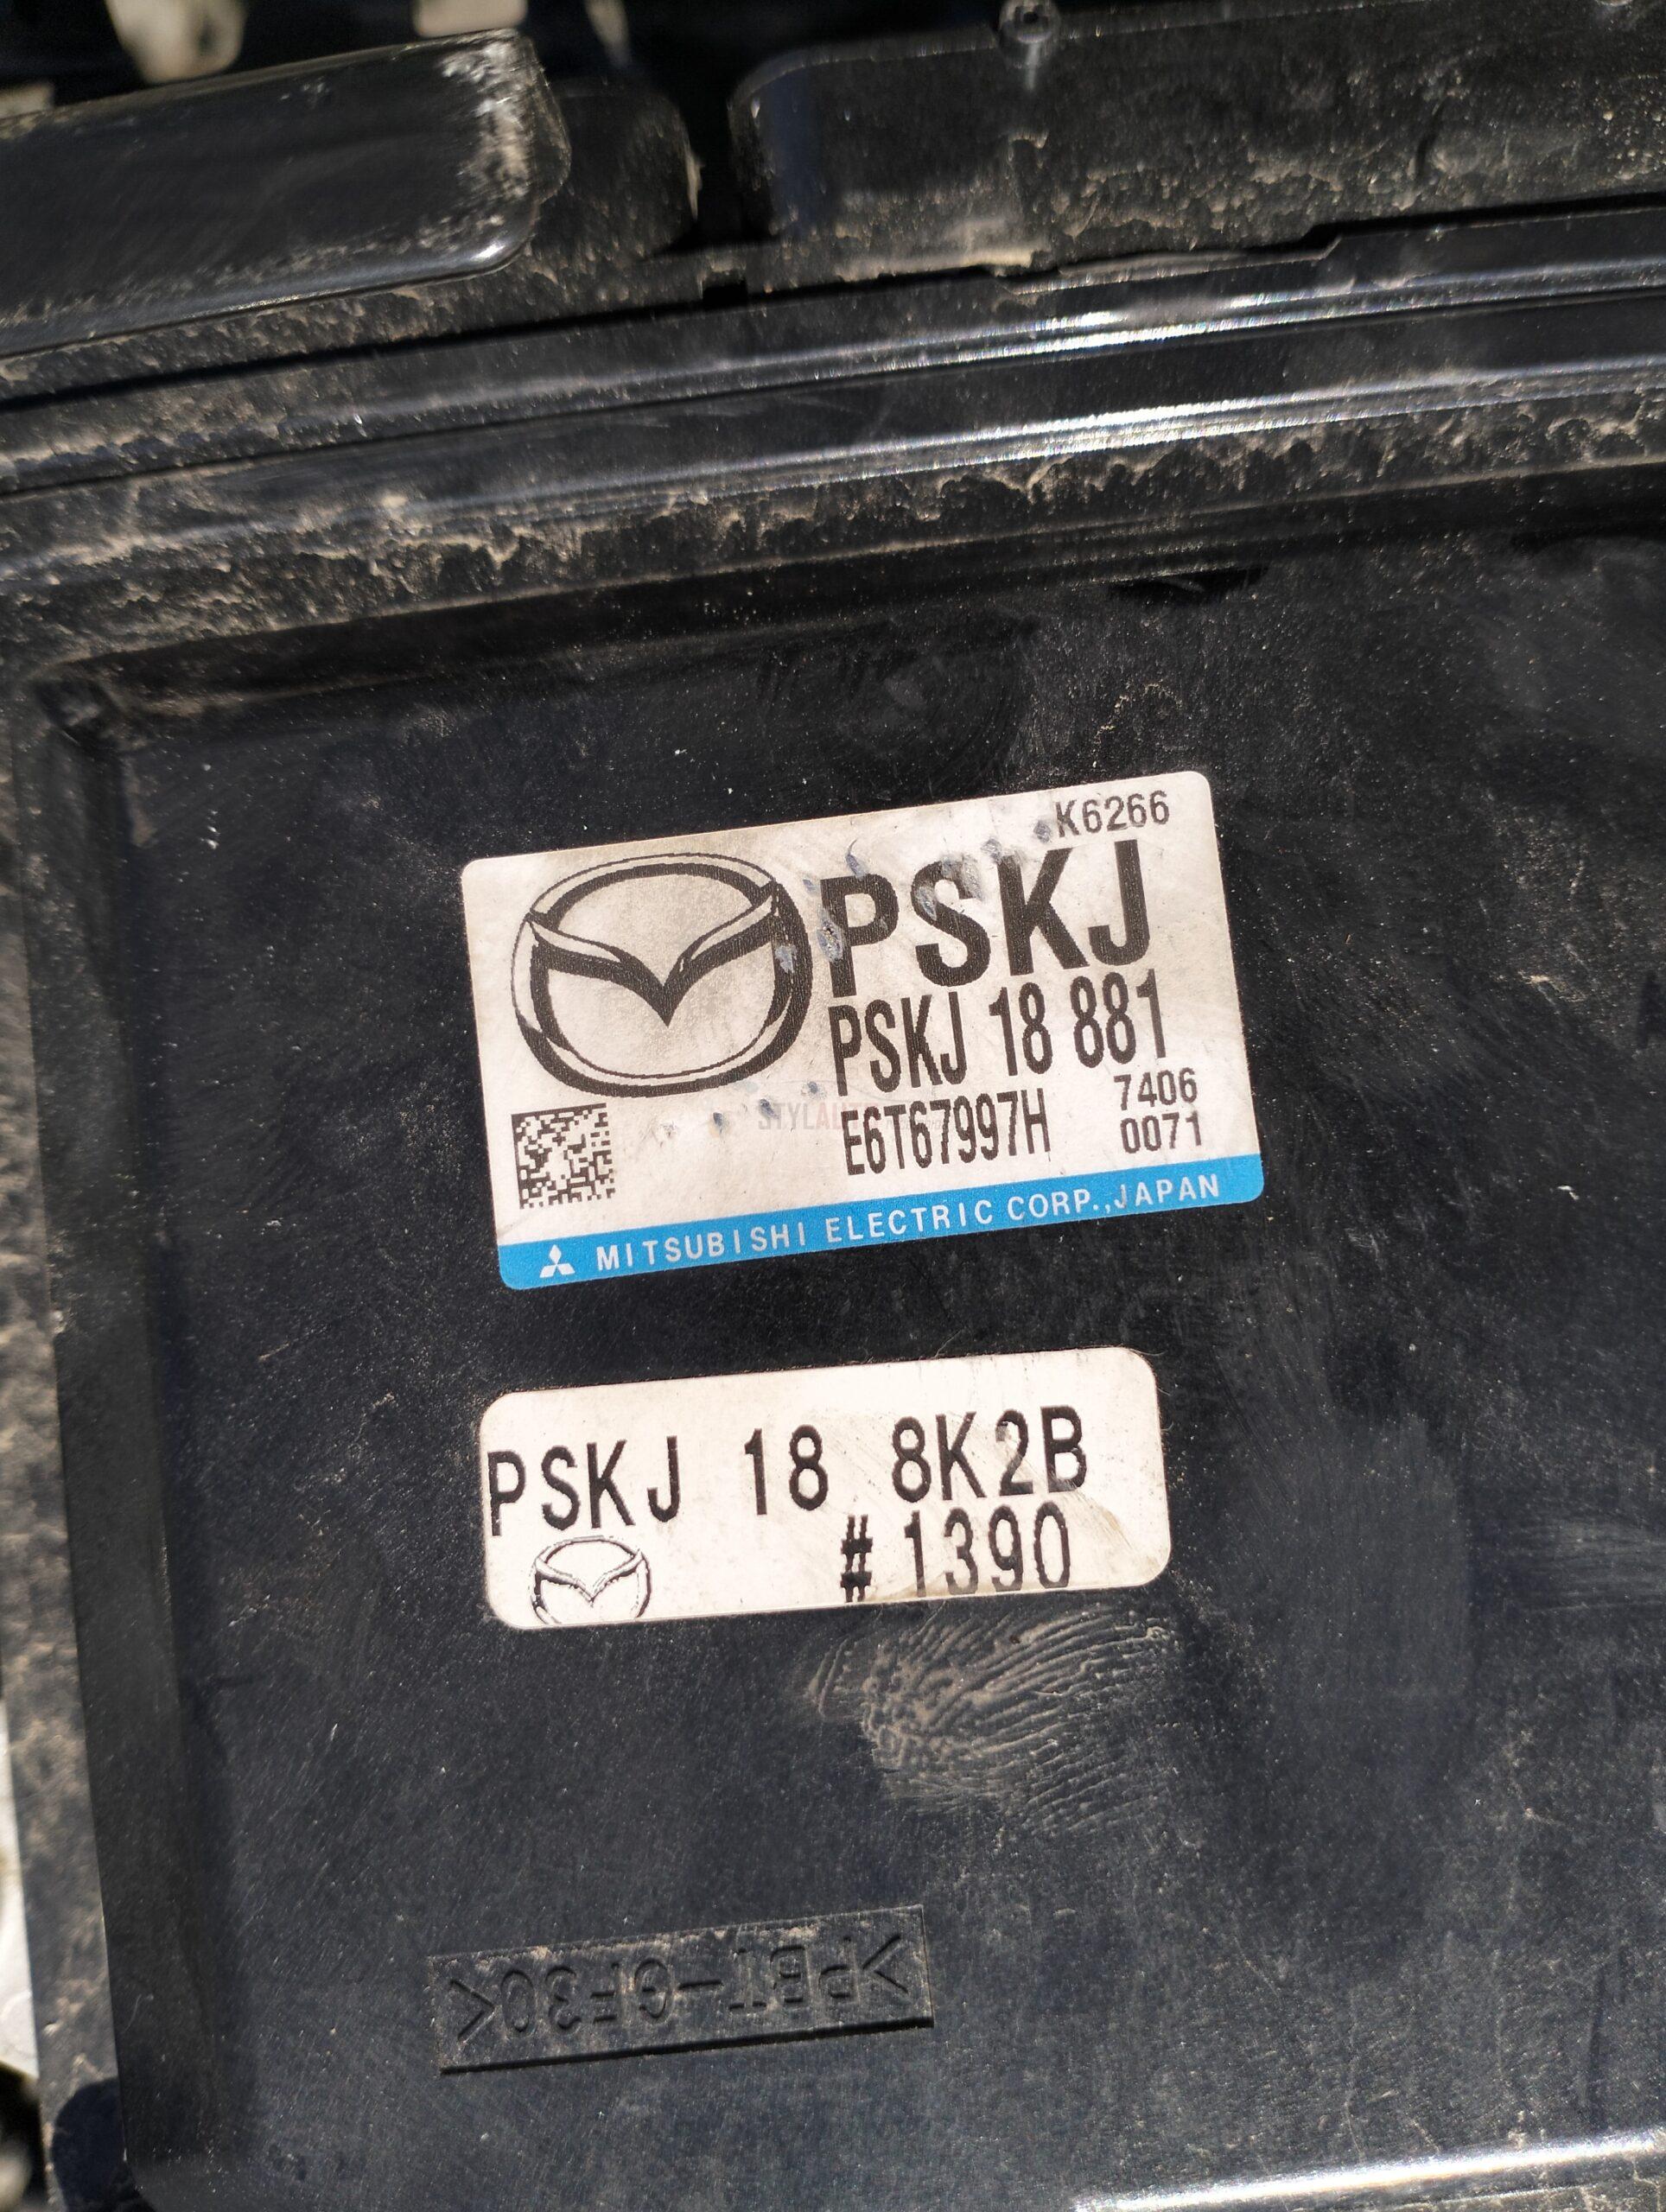 K6266
PSKJ
PSKJ 18 881
E6T67997H
7406
0071
MITSUBISHI ELECTRIC CORP.,JAPAN
PSKJ 18 8K2B
#1390
>PBT-GF30<